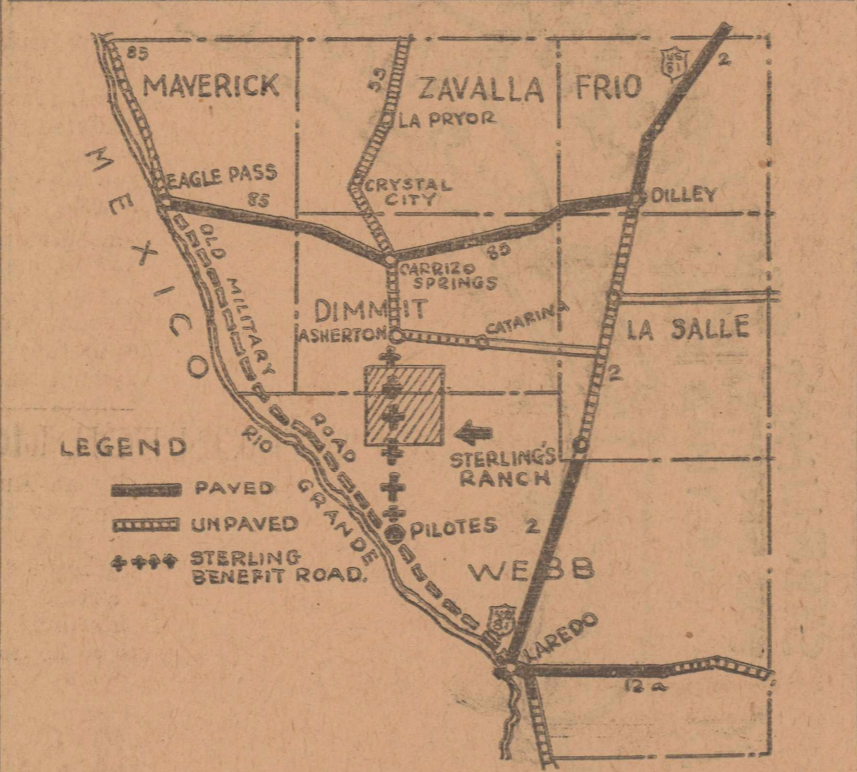 85
MAVERICK
55
ZAVALLA
FRIO
US
81
2
LA PRYOR
MEXICO
EAGLE PASS
85
CRYSTAL
CITY
DILLEY
OLD MILITARY
ROAD
85
CARRIZO
SPRINGS
DIMMIT
ASHERTON
CATARINA
LA SALLE
2
RIO GRANDE
STERLING'S
RANCH
LEGEND
PAVED
UNPAVED
STERLING
BENEFIT ROAD.
PILOTES
2
WEBB
US
81
LAREDO
12a